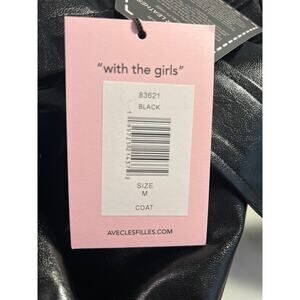 "with the girls"
83621
BLACK
SIZE
M
COAT
AVECLESFILLES.COM